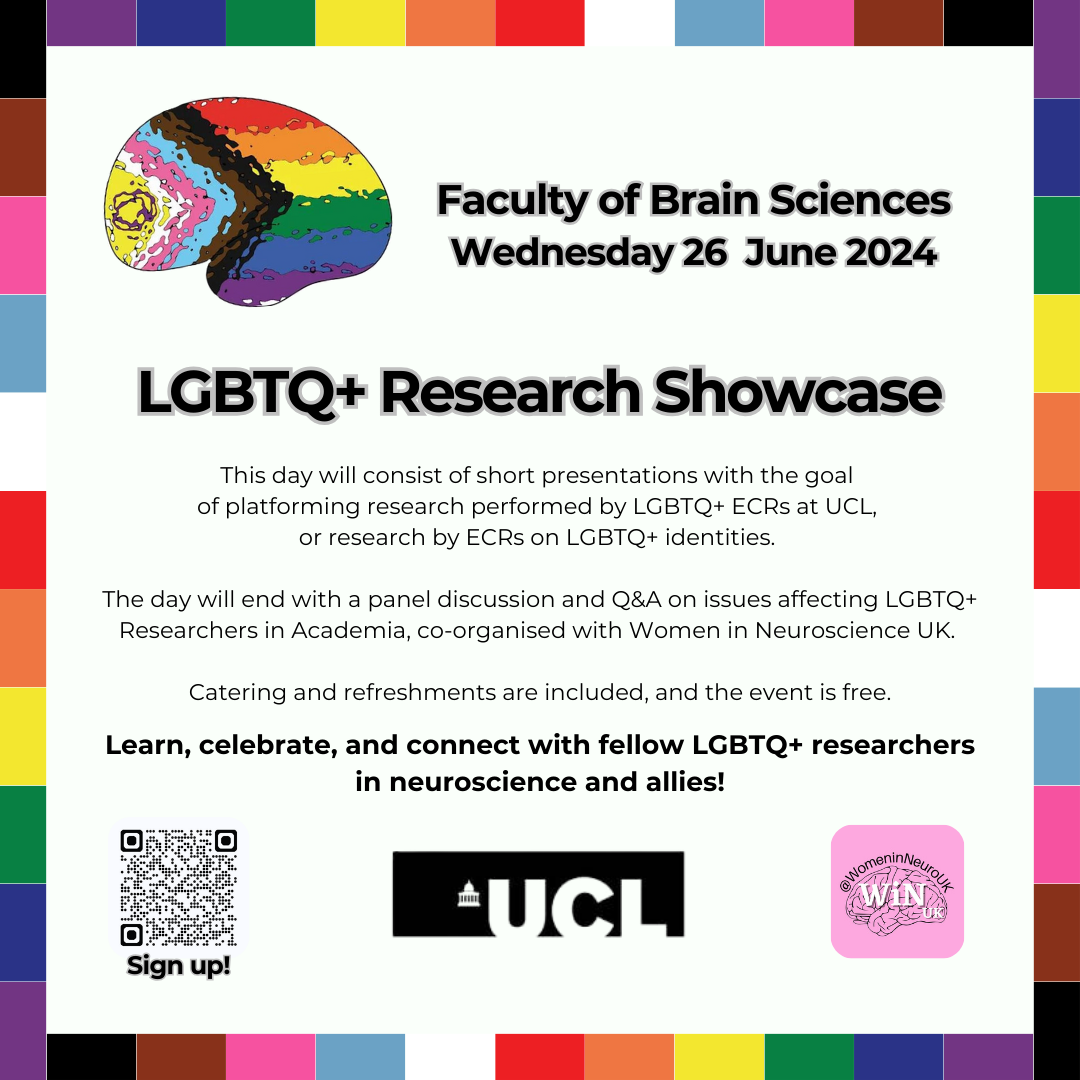 Faculty of Brain Sciences
Wednesday 26 June 2024
LGBTQ+ Research Showcase
This day will consist of short presentations with the goal
of platforming research performed by LGBTQ+ ECRs at UCL,
or research by ECRs on LGBTQ+ identities.
The day will end with a panel discussion and Q&A on issues affecting LGBTQ+
Researchers in Academia, co-organised with Women in Neuroscience UK.
Catering and refreshments are included, and the event is free.
Learn, celebrate, and connect with fellow LGBTQ+ researchers
in neuroscience and allies!
Sign up!
UCL
@WomeninNeuroUK
WiN
UK